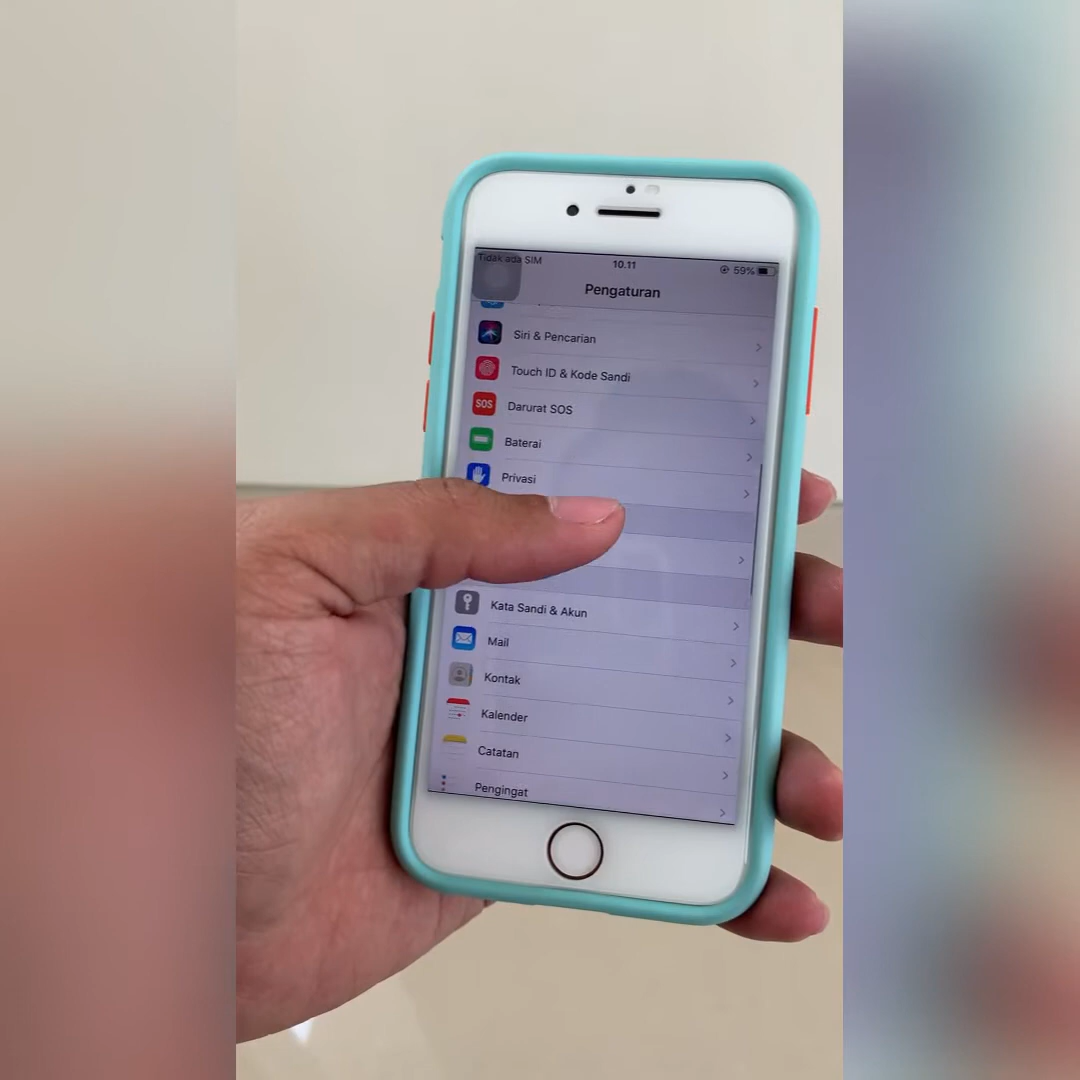 Tidak ada SIM 10.11 59%
Pengaturan
Siri & Pencarian
Touch ID & Kode Sandi
SOS Darurat SOS
Baterai
Privasi
Kata Sandi & Akun
Mail
Kontak
Kalender
Catatan
Pengingat